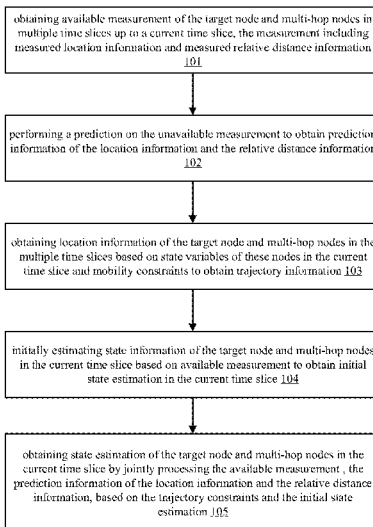 obtaining available measurement of the target node and multi-hop nodes in
multiple time slices up to a current time slice, the measurement including
measured location information and measured relative distance information
101
performing a prediction on the unavailable measurement to obtain prediction
information of the location information and the relative distance information
102
obtaining location information of the target node and multi-hop nodes in the
multiple time slices based on state variables of these nodes in the current
time slice and mobility constraints to obtain trajectory information 103
initially estimating state information of the target node and multi-hop nodes
in the current time slice based on available measurement to obtain initial
state estimation in the current time slice 104
obtaining state estimation of the target node and multi-hop nodes in the
current time slice by jointly processing the available measurement , the
prediction information of the location information and the relative distance
information, based on the trajectory constraints and the initial state
estimation 105